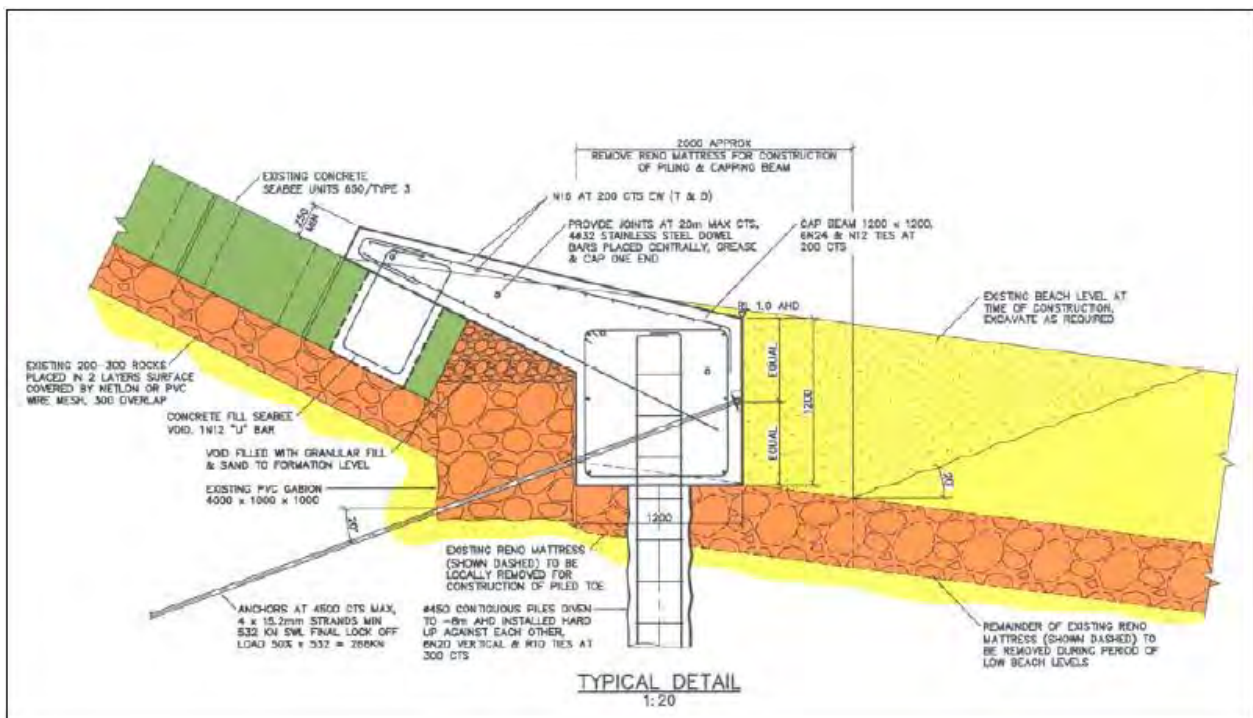 2000 APPROX
REMOVE RENO MATTRESS FOR CONSTRUCTION
OF PILING & CAPPING BEAM
EXISTING CONCRETE
SEABEE UNITS 650/TYPE 3
250
MIN
N16 AT 200 CTS EW (T & B)
PROVIDE JOINTS AT 20m MAX CTS,
4#32 STAINLESS STEEL DOWEL
BARS PLACED CENTRALLY, GREASE
& CAP ONE END
CAP BEAM 1200 x 1200,
6N24 & N12 TIES AT
200 CTS
RL 1.0 AHD
EXISTING BEACH LEVEL AT
TIME OF CONSTRUCTION,
EXCAVATE AS REQUIRED
EQUAL
1200
EQUAL
EXISTING 200-300 ROCKS
PLACED IN 2 LAYERS SURFACE
COVERED BY NETLON OR PVC
WIRE MESH, 300 OVERLAP
CONCRETE FILL SEABEE
VOID, 1N12 "U" BAR
VOID FILLED WITH GRANULAR FILL
& SAND TO FORMATION LEVEL
EXISTING PVC GABION
4000 x 1000 x 1000
20°
20°
1200
EXISTING RENO MATTRESS
(SHOWN DASHED) TO BE
LOCALLY REMOVED FOR
CONSTRUCTION OF PILED TOE
ANCHORS AT 4500 CTS MAX,
4 x 15.2mm STRANDS MIN
532 KN SWL FINAL LOCK OFF
LOAD 50% x 532 = 266KN
#450 CONTIGUOUS PILES DIVEN
TO -8m AHD INSTALLED HARD
UP AGAINST EACH OTHER,
6N20 VERTICAL & R10 TIES AT
300 CTS
REMAINDER OF EXISTING RENO
MATTRESS (SHOWN DASHED) TO
BE REMOVED DURING PERIOD OF
LOW BEACH LEVELS
TYPICAL DETAIL
1:20